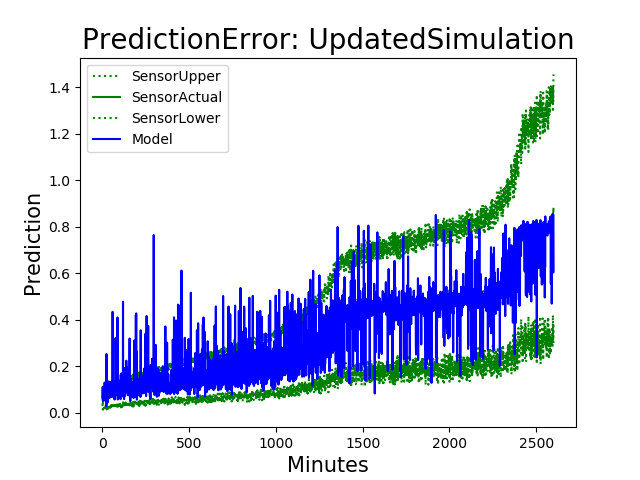 PredictionError: UpdatedSimulation
SensorUpper
SensorActual
SensorLower
Model
Prediction
1.4
1.2
1.0
0.8
0.6
0.4
0.2
0.0
0 500 1000 1500 2000 2500
Minutes